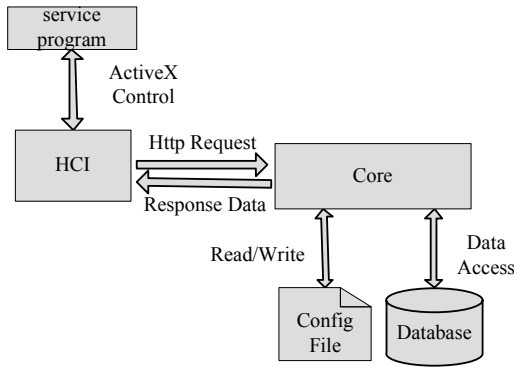 service
program
ActiveX
Control
HCI
Http Request
Response Data
Core
Read/Write
Data
Access
Config
File
Database